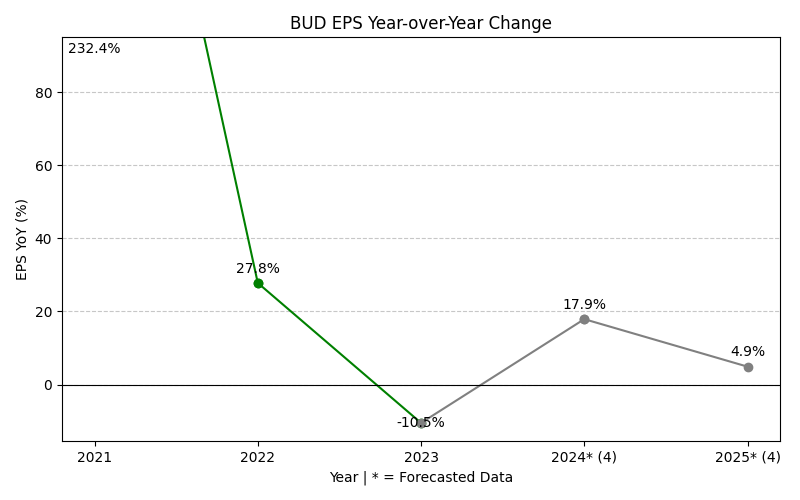 BUD EPS Year-over-Year Change
232.4%
80
60
40
20
0
EPS YoY (%)
27.8%
-10.5%
17.9%
4.9%
2021 2022 2023 2024* (4) 2025* (4)
Year | * = Forecasted Data